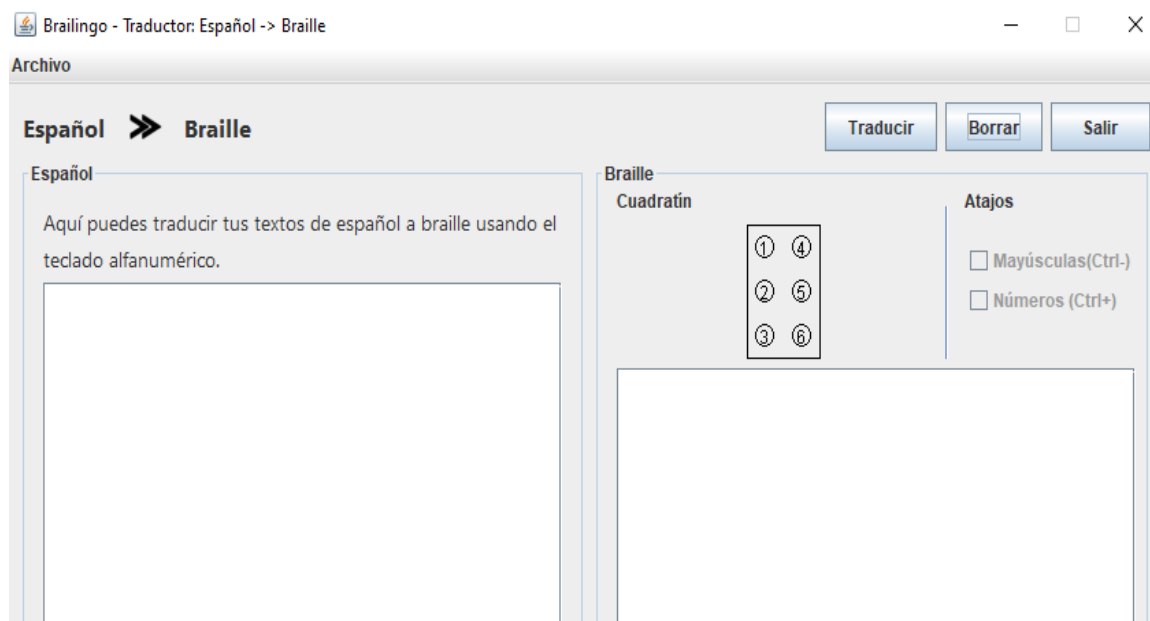 Brailingo - Traductor: Español -> Braille
Archivo
Español >> Braille
Traducir Borrar Salir
Español
Aquí puedes traducir tus textos de español a braille usando el
teclado alfanumérico.
Braille
Cuadratín
1 4
2 5
3 6
Atajos
Mayúsculas(Ctrl-)
Números (Ctrl+)